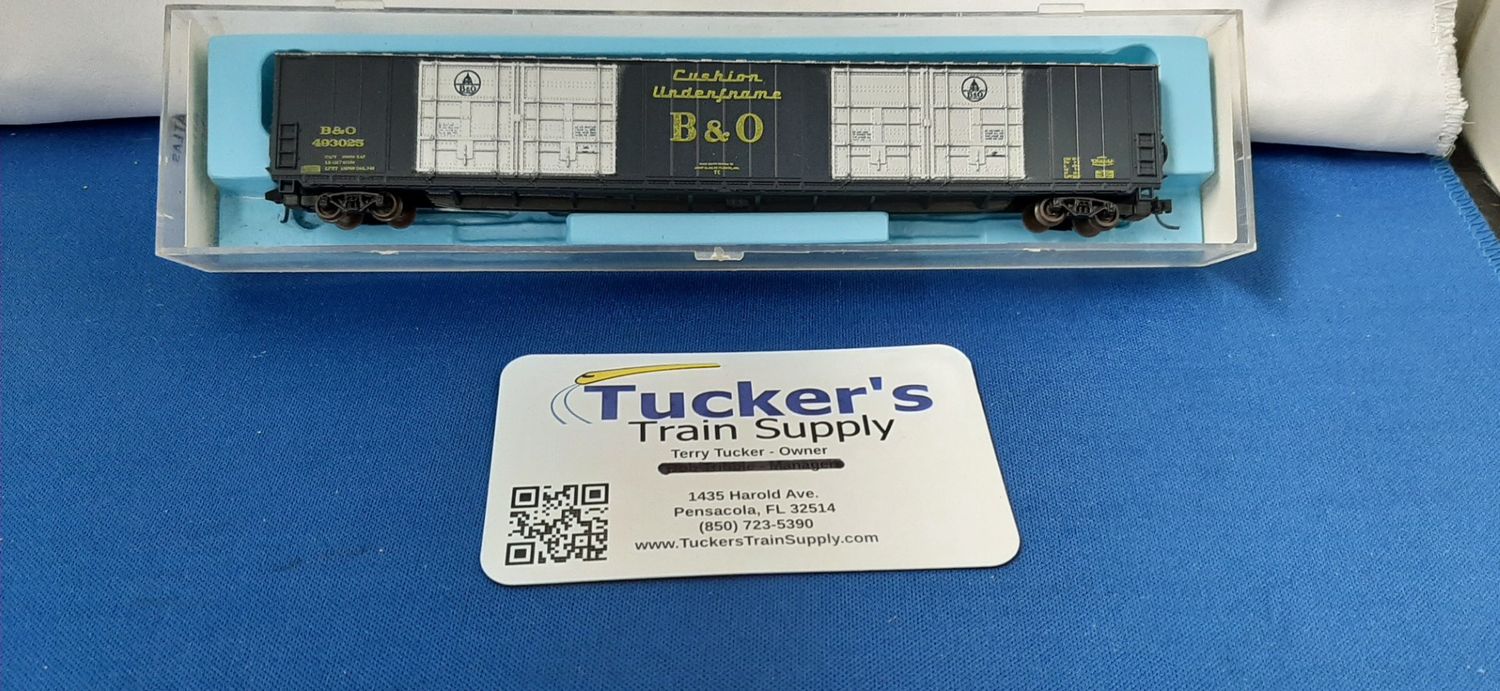 ATLAS
B&O
Cushion
Underframe
B&O
B&O
B&O
493025
Tucker's
Train Supply
Terry Tucker - Owner
1435 Harold Ave.
Pensacola, FL 32514
(850) 723-5390
www.TuckersTrainSupply.com